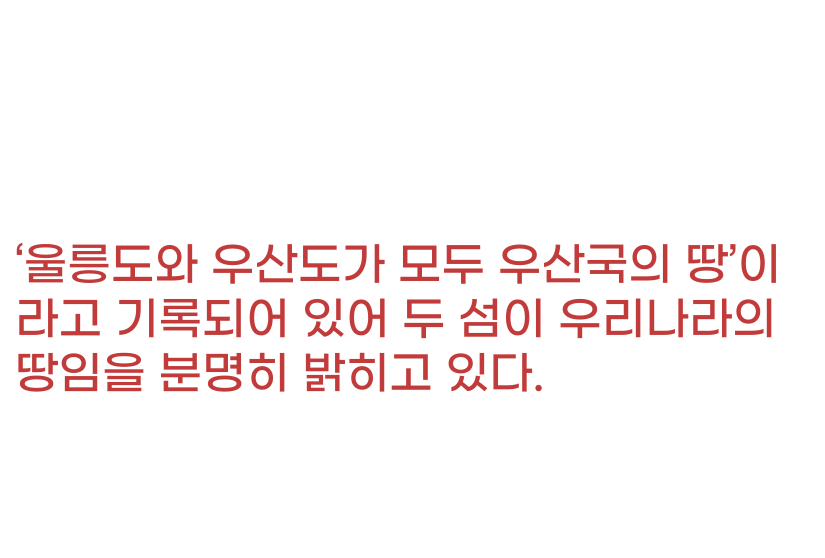 ‘울릉도와 우산도가 모두 우산국의 땅’이
라고 기록되어 있어 두 섬이 우리나라의
땅임을 분명히 밝히고 있다.